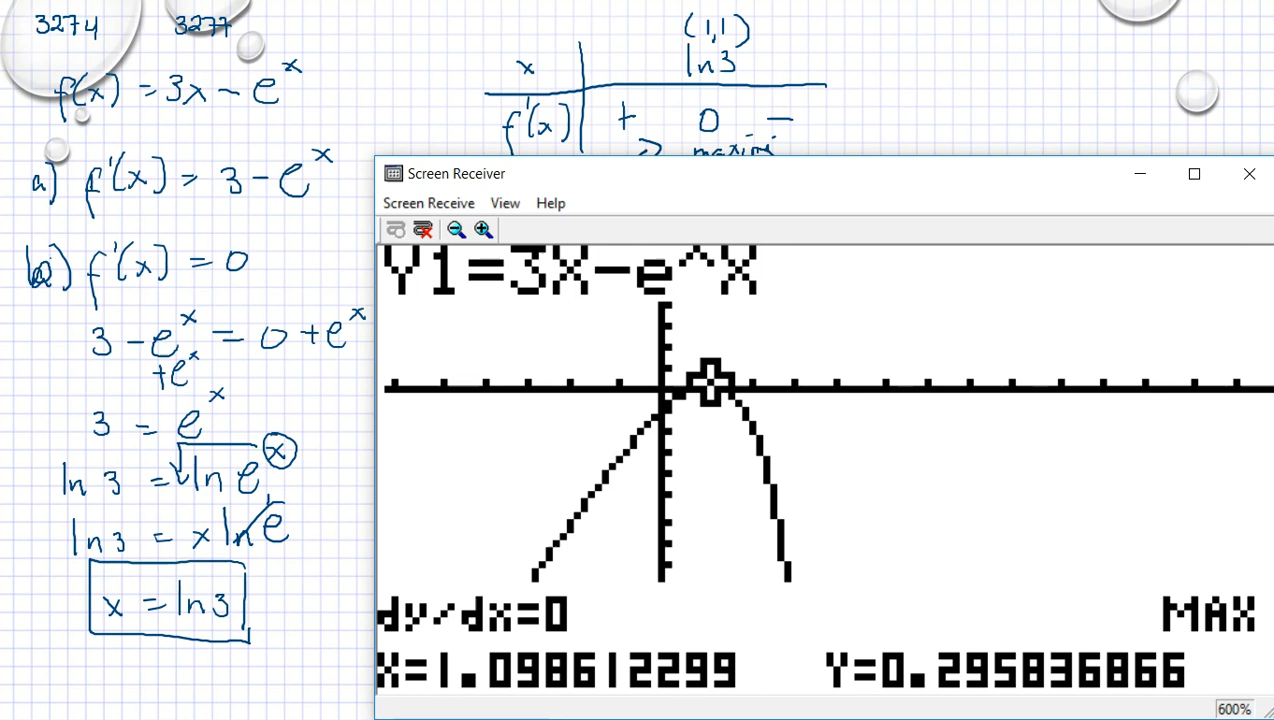 3274 3277
f(x) = 3x - e^x
a) f'(x) = 3 - e^x
b) f'(x) = 0
3 - e^x = 0 + e^x
+e^x
3 = e^x
ln 3 = ln e^x
ln 3 = x ln e
x = ln 3
(1,1)
x | ln 3
f'(x) | + 0 -
Screen Receiver
Screen Receive View Help
Y1=3X-e^X
dy/dx=0 MAX
X=1.098612299 Y=0.295836866
600%